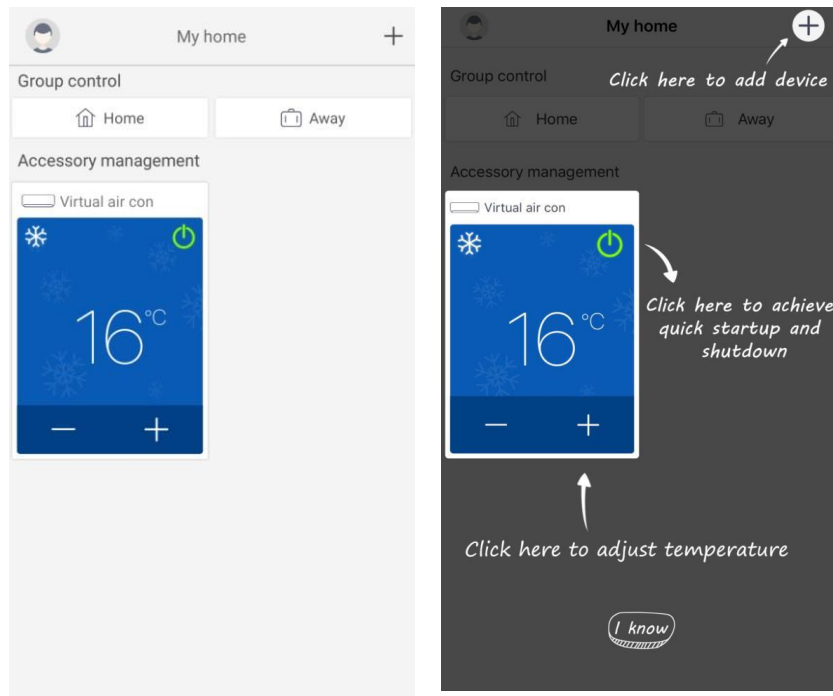 My home
Group control
Home Away
Accessory management
Virtual air con
16°C
My home
Click here to add device
Group control
Home Away
Accessory management
Virtual air con
16°C
Click here to achieve
quick startup and
shutdown
Click here to adjust temperature
I know